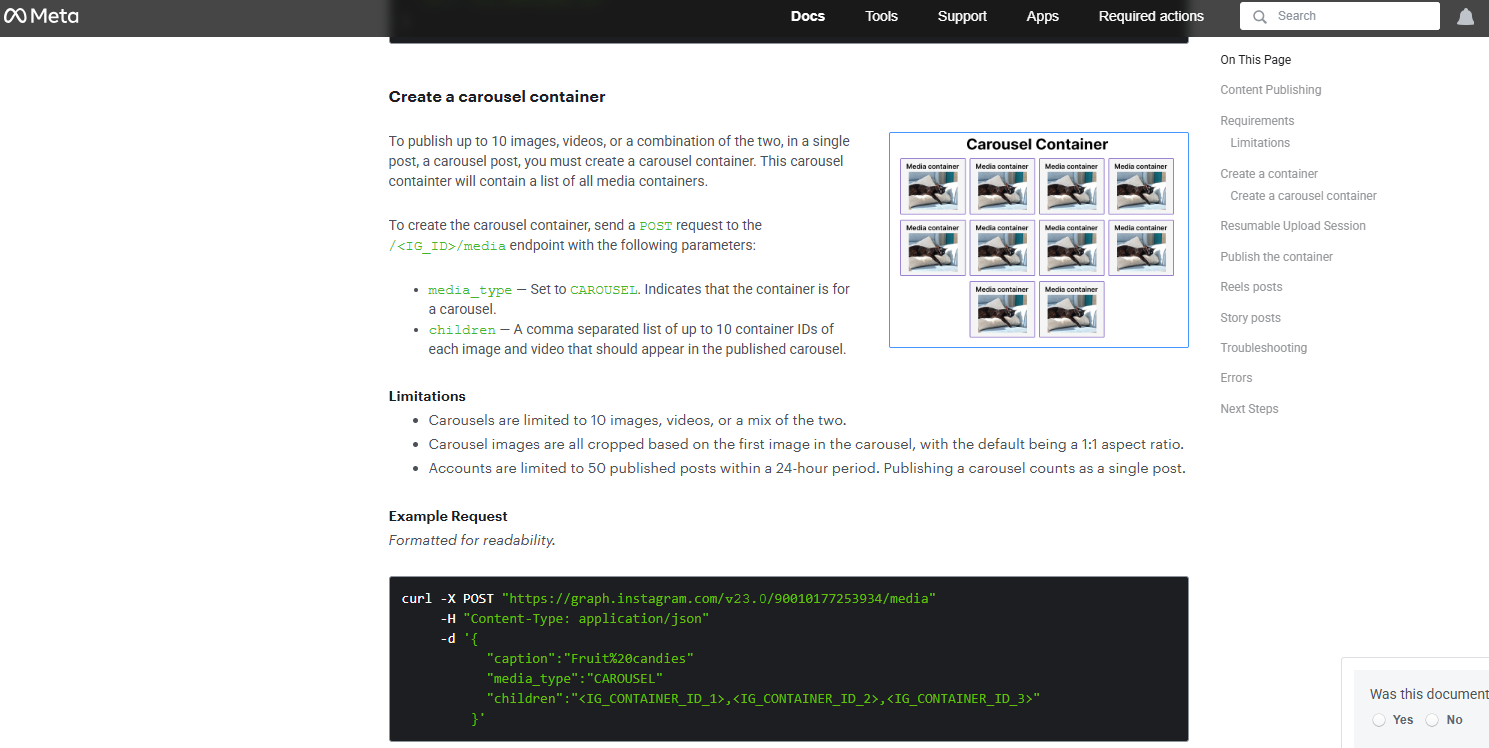 Meta
Docs
Tools
Support
Apps
Required actions
Search
Create a carousel container
To publish up to 10 images, videos, or a combination of the two, in a single
post, a carousel post, you must create a carousel container. This carousel
containter will contain a list of all media containers.
To create the carousel container, send a POST request to the
/<IG_ID>/media endpoint with the following parameters:
media_type — Set to CAROUSEL. Indicates that the container is for
a carousel.
children — A comma separated list of up to 10 container IDs of
each image and video that should appear in the published carousel.
Carousel Container
Media container Media container Media container Media container
Media container Media container Media container Media container
Media container Media container
Limitations
Carousels are limited to 10 images, videos, or a mix of the two.
Carousel images are all cropped based on the first image in the carousel, with the default being a 1:1 aspect ratio.
Accounts are limited to 50 published posts within a 24-hour period. Publishing a carousel counts as a single post.
Example Request
Formatted for readability.
curl -X POST "https://graph.instagram.com/v23.0/90010177253934/media"
-H "Content-Type: application/json"
-d '{
"caption":"Fruit%20candies"
"media_type":"CAROUSEL"
"children":"<IG_CONTAINER_ID_1>,<IG_CONTAINER_ID_2>,<IG_CONTAINER_ID_3>"
}'
On This Page
Content Publishing
Requirements
Limitations
Create a container
Create a carousel container
Resumable Upload Session
Publish the container
Reels posts
Story posts
Troubleshooting
Errors
Next Steps
Was this document
Yes
No